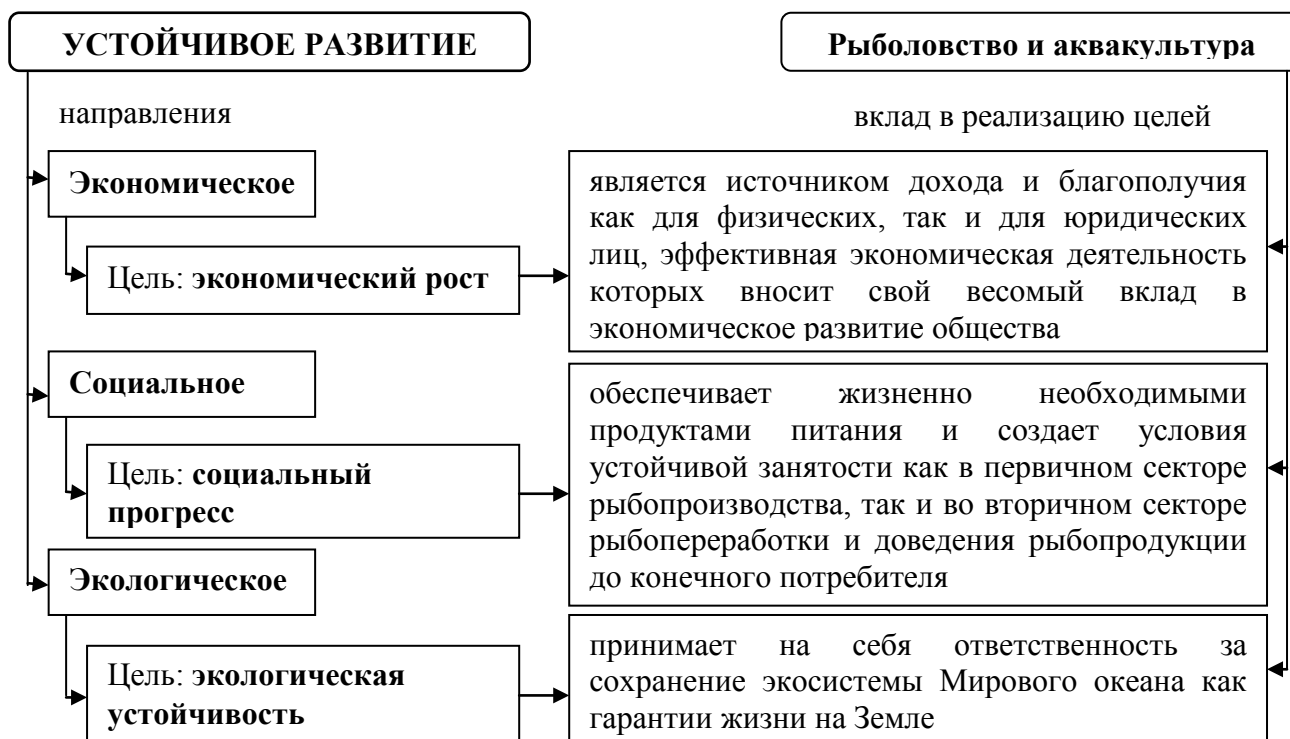 УСТОЙЧИВОЕ РАЗВИТИЕ
Рыболовство и аквакультура
направления
вклад в реализацию целей
Экономическое
Цель: экономический рост
является источником дохода и благополучия
как для физических, так и для юридических
лиц, эффективная экономическая деятельность
которых вносит свой весомый вклад в
экономическое развитие общества
Социальное
Цель: социальный
прогресс
обеспечивает жизненно необходимыми
продуктами питания и создает условия
устойчивой занятости как в первичном секторе
рыбопроизводства, так и во вторичном секторе
рыбопереработки и доведения рыбопродукции
до конечного потребителя
Экологическое
Цель: экологическая
устойчивость
принимает на себя ответственность за
сохранение экосистемы Мирового океана как
гарантии жизни на Земле